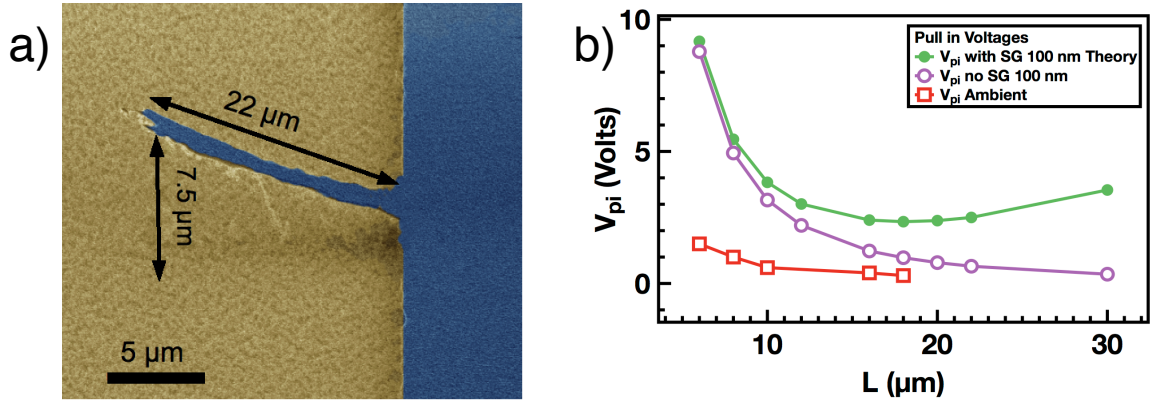 a)
22 µm
7.5 µm
5 µm
b)
Pull in Voltages
Vpi with SG 100 nm Theory
Vpi no SG 100 nm
Vpi Ambient
Vpi (Volts)
10
5
0
10 20 30
L (µm)